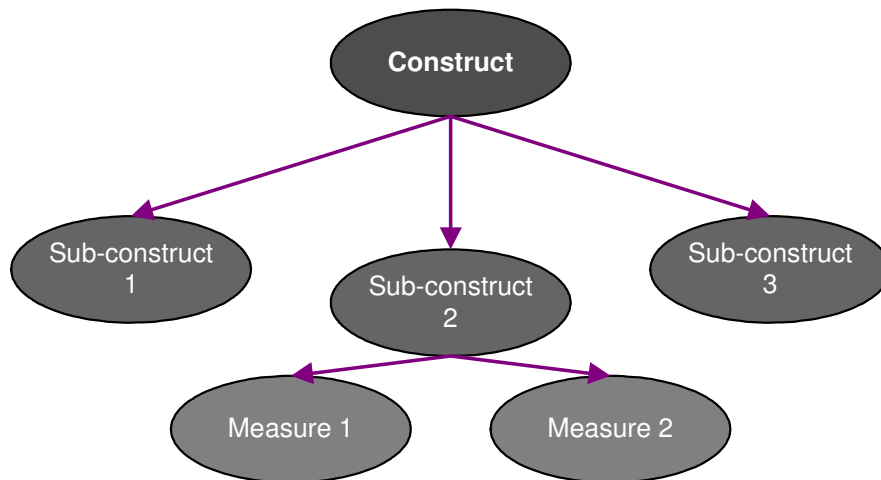 Construct
Sub-construct
1
Sub-construct
2
Sub-construct
3
Measure 1
Measure 2